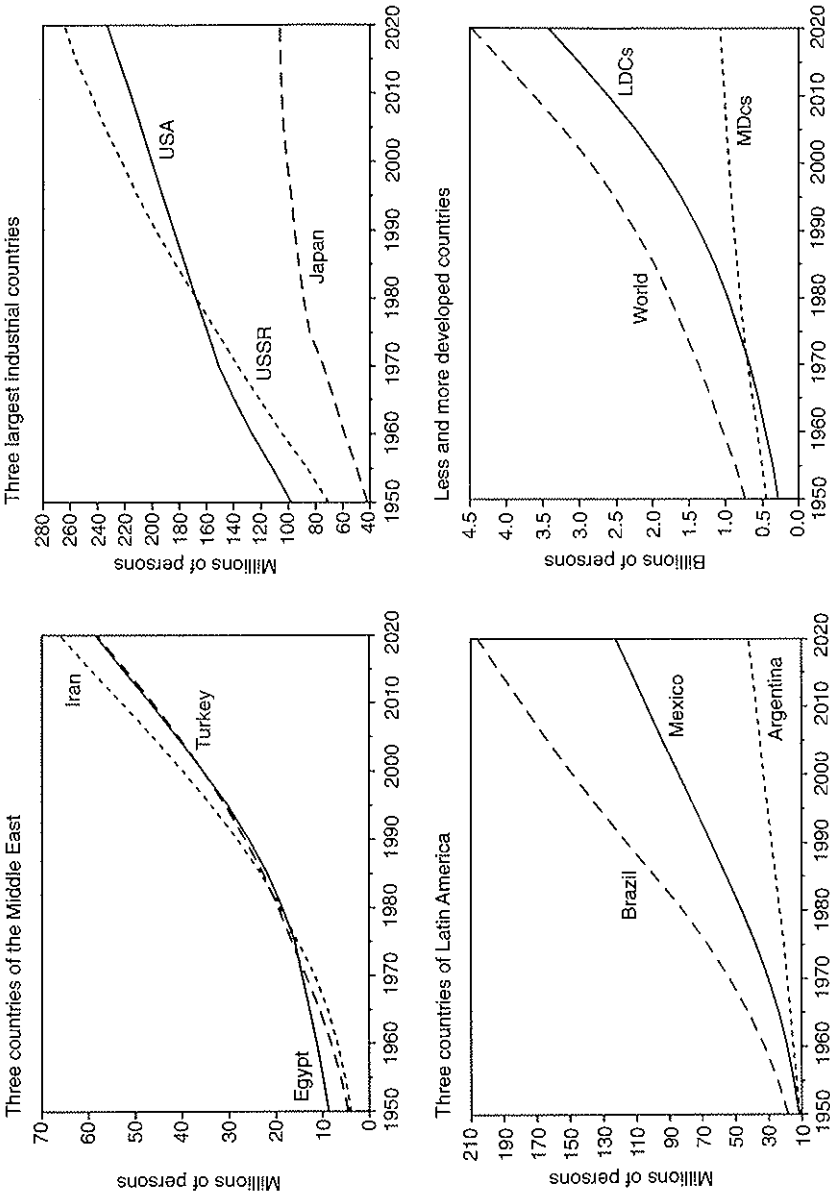 Three countries of the Middle East
Millions of persons
70
60
50
40
30
20
10
0
Iran
Turkey
Egypt
1950 1960 1970 1980 1990 2000 2010 2020
Three largest industrial countries
Millions of persons
280
260
240
220
200
180
160
140
120
100
80
60
40
USA
USSR
Japan
1950 1960 1970 1980 1990 2000 2010 2020
Three countries of Latin America
Millions of persons
210
190
170
150
130
110
90
70
50
30
10
Brazil
Mexico
Argentina
1950 1960 1970 1980 1990 2000 2010 2020
Less and more developed countries
Billions of persons
4.5
5.0
3.5
3.0
2.5
2.0
1.5
1.0
0.5
0.0
World
LDCs
MDcs
1950 1960 1970 1980 1990 2000 2010 2020